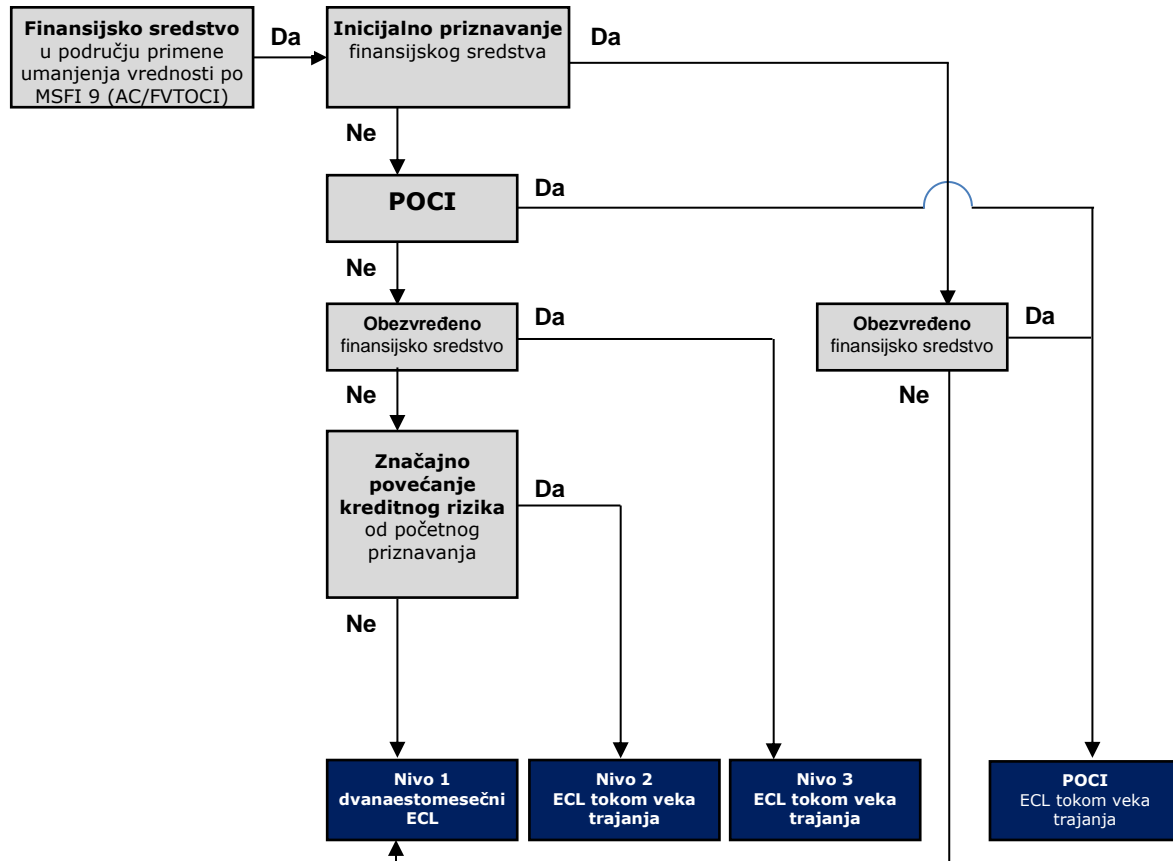 Finansijsko sredstvo
u području primene
umanjenja vrednosti po
MSFI 9 (AC/FVTOCI)
Da
Inicijalno priznavanje
finansijskog sredstva
Da
Ne
POCI
Da
Ne
Obezvređeno
finansijsko sredstvo
Da
Obezvređeno
finansijsko sredstvo
Da
Ne
Ne
Značajno
povećanje
kreditnog rizika
od početnog
priznavanja
Da
Ne
Nivo 1
dvanaestomesečni
ECL
Nivo 2
ECL tokom veka
trajanja
Nivo 3
ECL tokom veka
trajanja
POCI
ECL tokom veka
trajanja